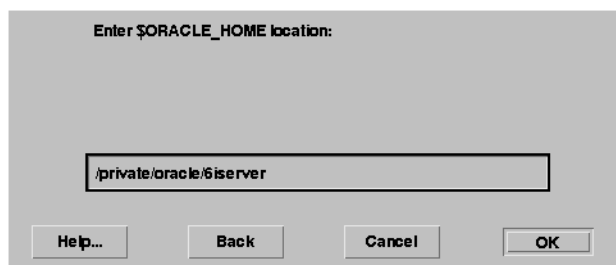 Enter $ORACLE_HOME location:
/private/oracle/6iserver
Help... Back Cancel OK